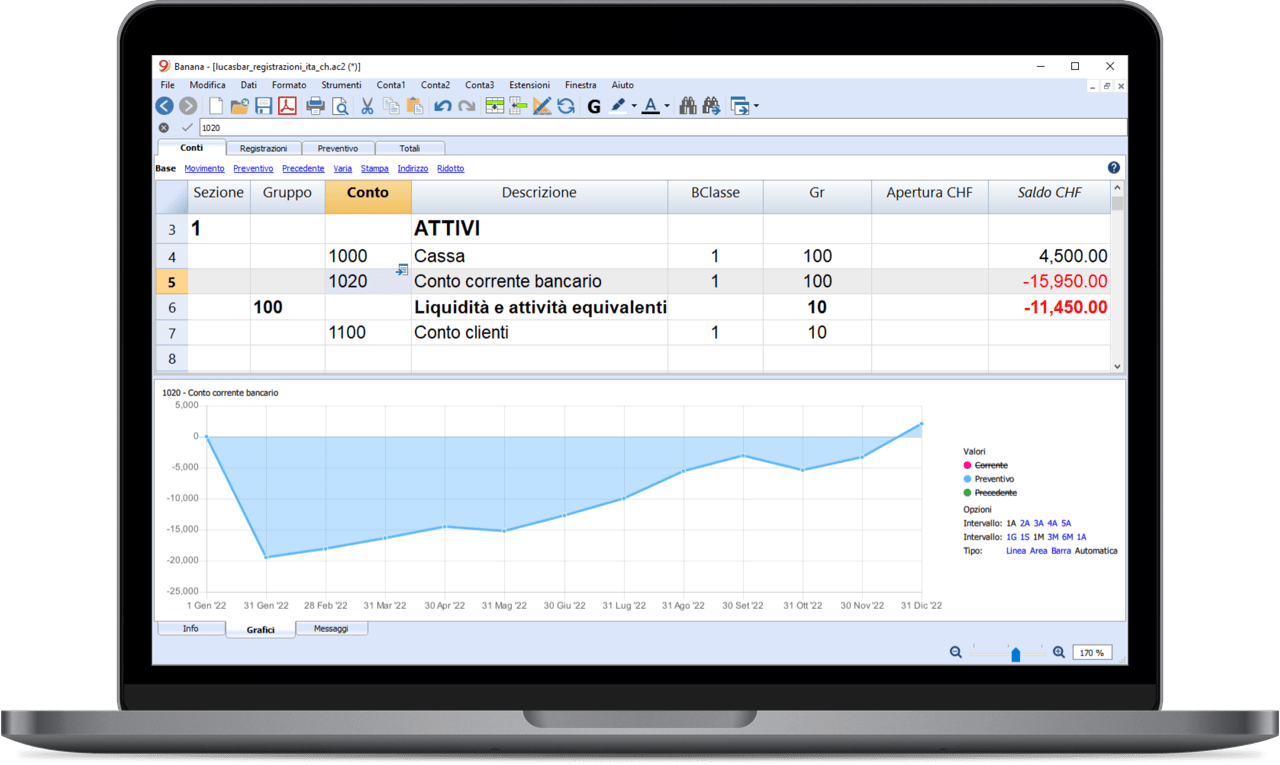 Banana - [lucasbar_registrazioni_ita_ch.ac2 (*)]
File Modifica Dati Formato Strumenti Conta1 Conta2 Conta3 Estensioni Finestra Aiuto
G A
1020
Conti Registrazioni Preventivo Totali
Base Movimento Preventivo Precedente Varia Stampa Indirizzo Ridotto
Sezione Gruppo Conto Descrizione BClasse Gr Apertura CHF Saldo CHF
3 1 ATTIVI
4 1000 Cassa 1 100 4,500.00
5 1020 Conto corrente bancario 1 100 -15,950.00
6 100 Liquidità e attività equivalenti 10 -11,450.00
7 1100 Conto clienti 1 10
8
1020 - Conto corrente bancario
5,000
0
-5,000
-10,000
-15,000
-20,000
-25,000
1 Gen '22 31 Gen '22 28 Feb '22 31 Mar '22 30 Apr '22 31 Mag '22 30 Giu '22 31 Lug '22 31 Ago '22 30 Set '22 31 Ott '22 30 Nov '22 31 Dic '22
Valori
Corrente
Preventivo
Precedente
Opzioni
Intervallo: 1A 2A 3A 4A 5A
Intervallo: 1G 1S 1M 3M 6M 1A
Tipo: Linea Area Barra Automatica
Info Grafici Messaggi
170 %